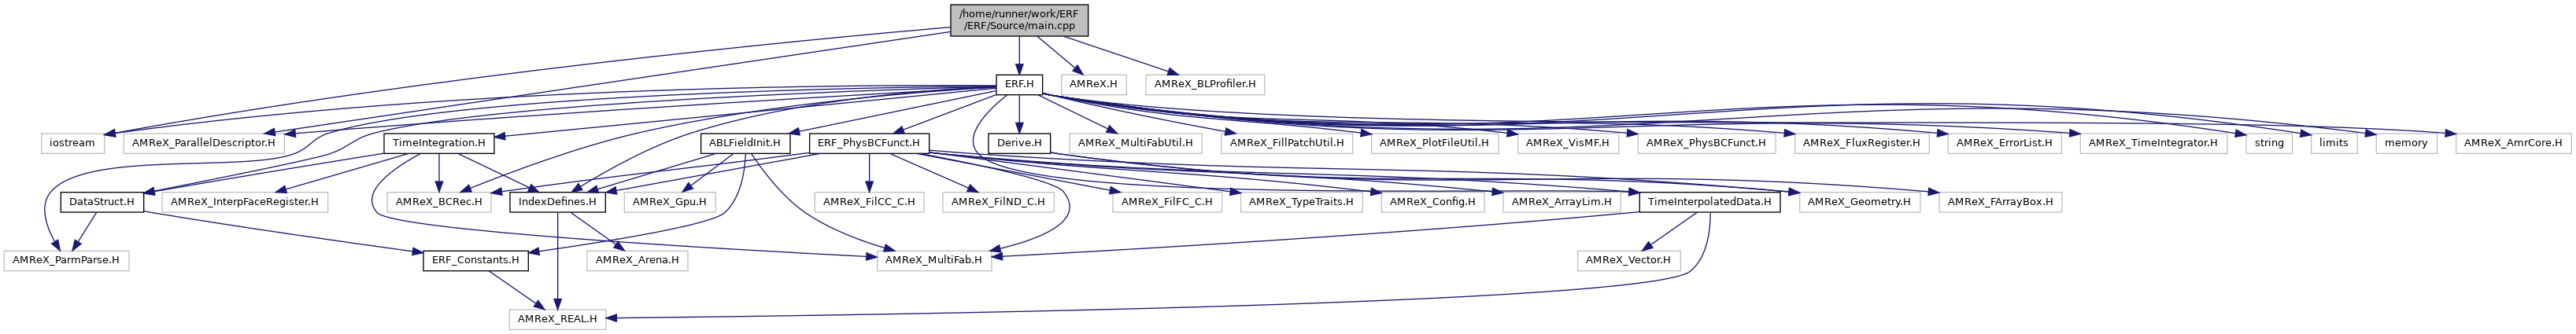 /home/runner/work/ERF
/ERF/Source/main.cpp
ERF.H
AMReX.H
AMReX_BLProfiler.H
iostream
AMReX_ParallelDescriptor.H
TimeIntegration.H
ABLFieldInit.H
ERF_PhysBCFunct.H
Derive.H
AMReX_MultiFabUtil.H
AMReX_FillPatchUtil.H
AMReX_PlotFileUtil.H
AMReX_VisMF.H
AMReX_PhysBCFunct.H
AMReX_FluxRegister.H
AMReX_ErrorList.H
AMReX_TimeIntegrator.H
string
limits
memory
AMReX_AmrCore.H
DataStruct.H
AMReX_InterpFaceRegister.H
AMReX_BCRec.H
IndexDefines.H
AMReX_Gpu.H
AMReX_FilCC_C.H
AMReX_FilND_C.H
AMReX_FilFC_C.H
AMReX_TypeTraits.H
AMReX_Config.H
AMReX_ArrayLim.H
TimeInterpolatedData.H
AMReX_Geometry.H
AMReX_FArrayBox.H
AMReX_ParmParse.H
ERF_Constants.H
AMReX_Arena.H
AMReX_MultiFab.H
AMReX_Vector.H
AMReX_REAL.H